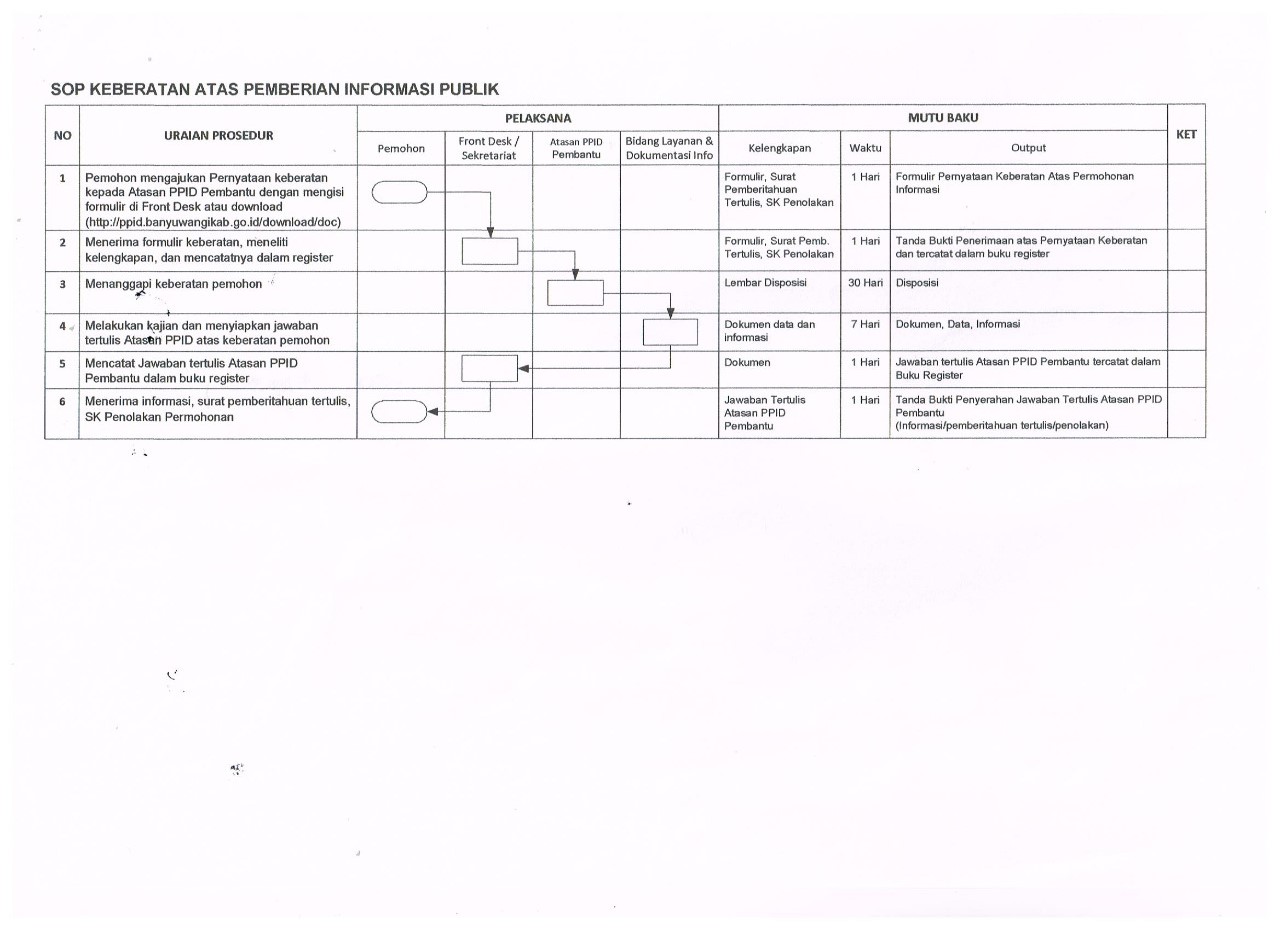 SOP KEBERATAN ATAS PEMBERIAN INFORMASI PUBLIK
NO
URAIAN PROSEDUR
PELAKSANA
MUTU BAKU
KET
Pemohon
Front Desk /
Sekretariat
Atasan PPID
Pembantu
Bidang Layanan &
Dokumentasi Info
Kelengkapan
Waktu
Output
1
Pemohon mengajukan Pernyataan keberatan
kepada Atasan PPID Pembantu dengan mengisi
formulir di Front Desk atau download
(http://ppid.banyuwangikab.go.id/download/doc)
Formulir, Surat
Pemberitahuan
Tertulis, SK Penolakan
1 Hari
Formulir Pernyataan Keberatan Atas Permohonan
Informasi
2
Menerima formulir keberatan, meneliti
kelengkapan, dan mencatatnya dalam register
Formulir, Surat Pemb.
Tertulis, SK Penolakan
1 Hari
Tanda Bukti Penerimaan atas Pernyataan Keberatan
dan tercatat dalam buku register
3
Menanggapi keberatan pemohon
Lembar Disposisi
30 Hari
Disposisi
4
Melakukan kajian dan menyiapkan jawaban
tertulis Atasan PPID atas keberatan pemohon
Dokumen data dan
informasi
7 Hari
Dokumen, Data, Informasi
5
Mencatat Jawaban tertulis Atasan PPID
Pembantu dalam buku register
Dokumen
1 Hari
Jawaban tertulis Atasan PPID Pembantu tercatat dalam
Buku Register
6
Menerima informasi, surat pemberitahuan tertulis,
SK Penolakan Permohonan
Jawaban Tertulis
Atasan PPID
Pembantu
1 Hari
Tanda Bukti Penyerahan Jawaban Tertulis Atasan PPID
Pembantu
(Informasi/pemberitahuan tertulis/penolakan)